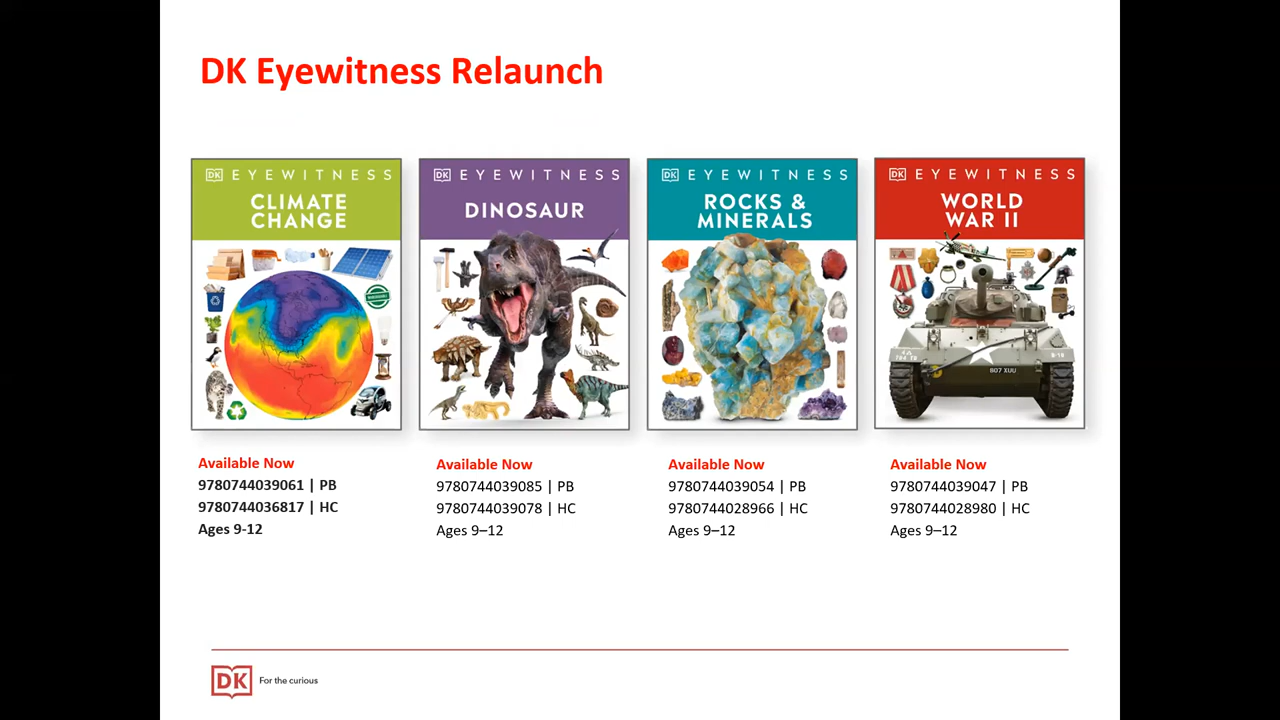 DK Eyewitness Relaunch
DK EYEWITNESS
CLIMATE
CHANGE
DK EYEWITNESS
DINOSAUR
DK EYEWITNESS
ROCKS &
MINERALS
DK EYEWITNESS
WORLD
WAR II
B07 XUU
Available Now
9780744039061 | PB
9780744036817 | HC
Ages 9-12
Available Now
9780744039085 | PB
9780744039078 | HC
Ages 9–12
Available Now
9780744039054 | PB
9780744028966 | HC
Ages 9–12
Available Now
9780744039047 | PB
9780744028980 | HC
Ages 9–12
DK For the curious